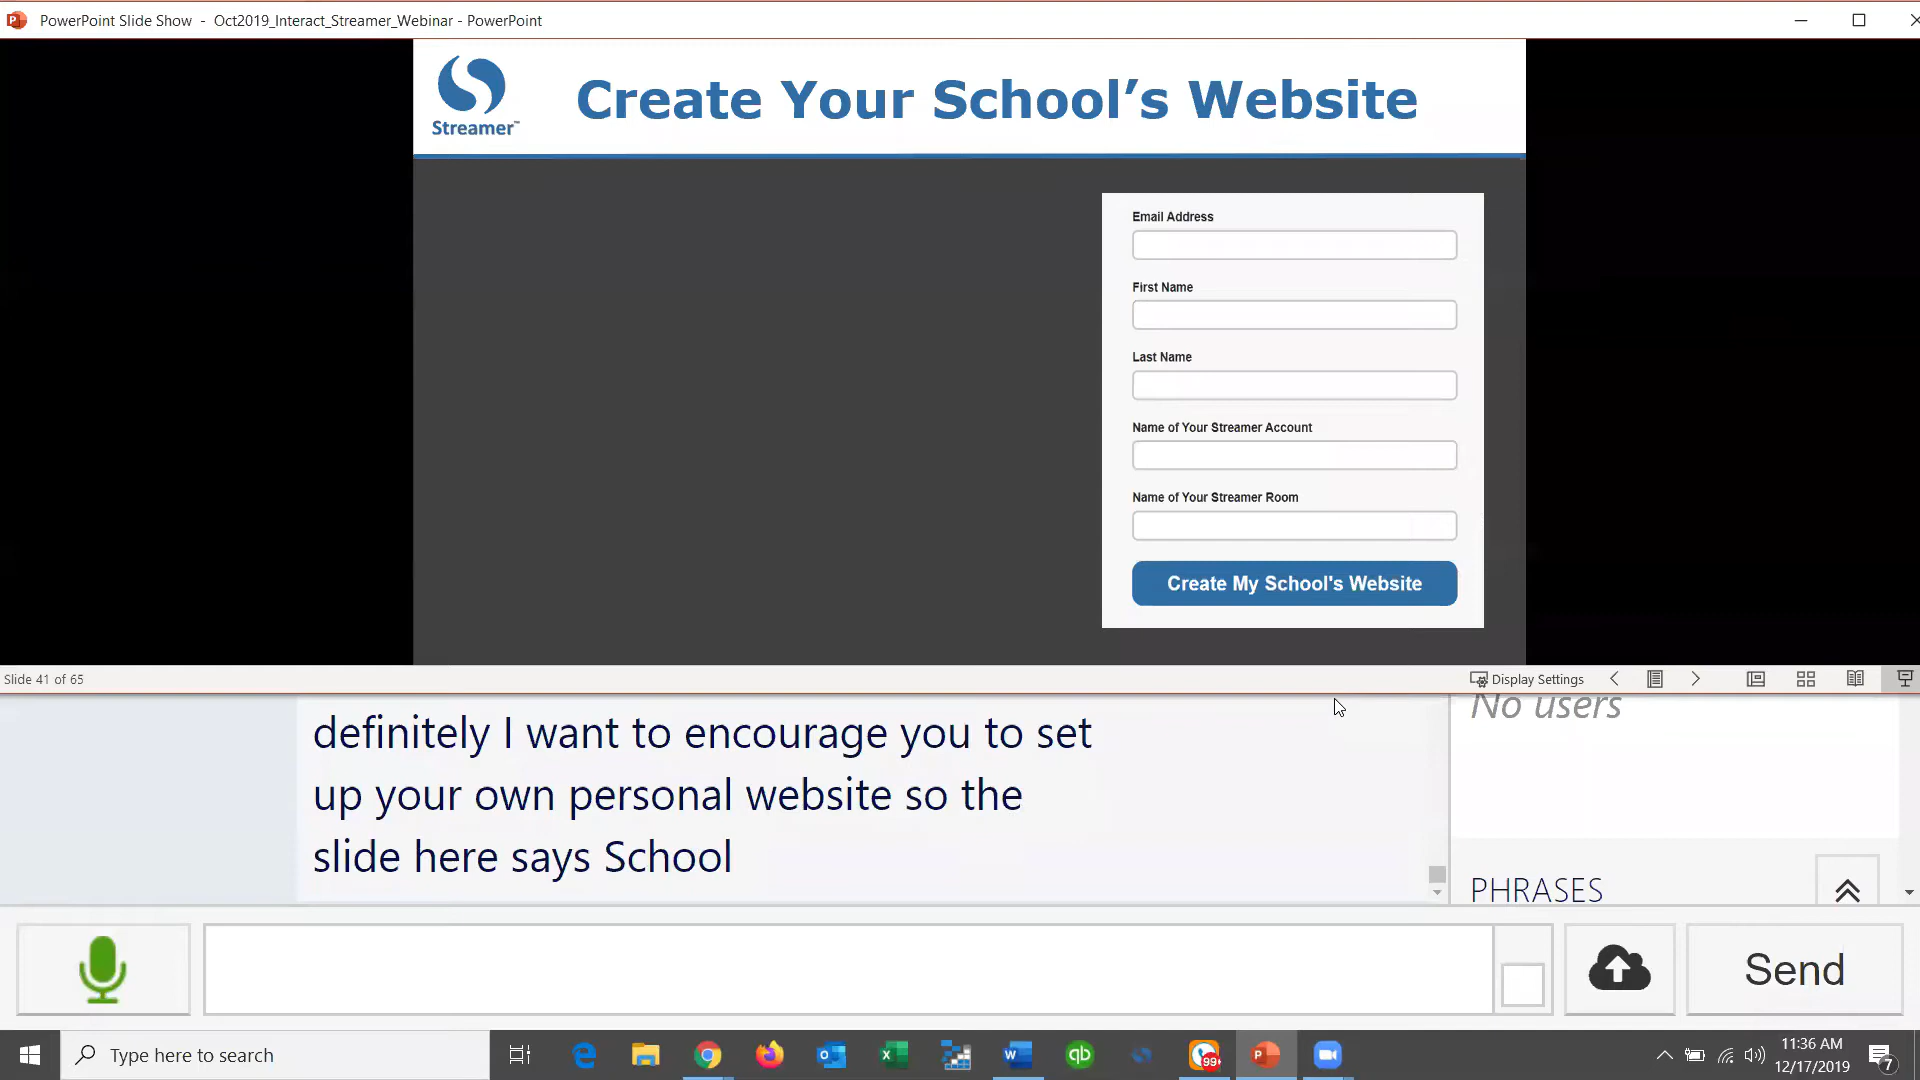 PowerPoint Slide Show - Oct2019_Interact_Streamer_Webinar - PowerPoint
Streamer™
Create Your School's Website
Email Address
First Name
Last Name
Name of Your Streamer Account
Name of Your Streamer Room
Create My School's Website
Slide 41 of 65
Display Settings
definitely I want to encourage you to set
up your own personal website so the
slide here says School
No users
PHRASES
Send
Type here to search
99
11:36 AM
12/17/2019
7